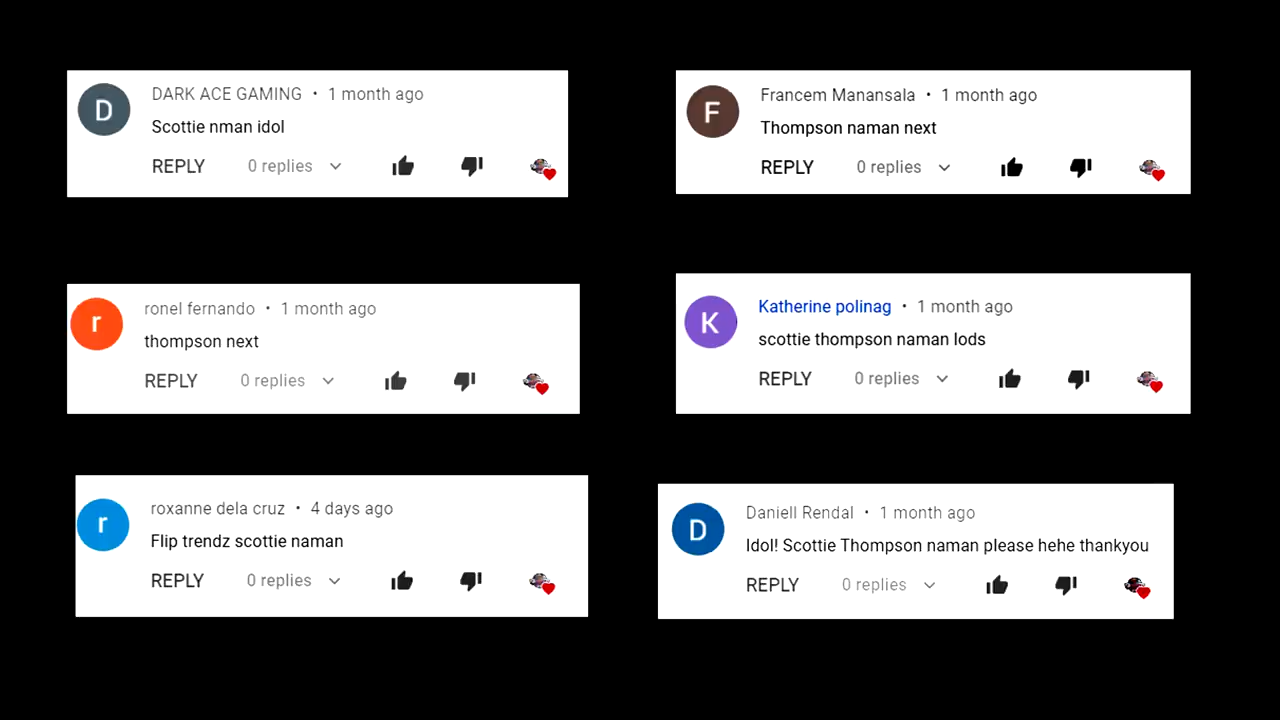 D
DARK ACE GAMING • 1 month ago
Scottie nman idol
REPLY 0 replies
F
Francem Manansala • 1 month ago
Thompson naman next
REPLY 0 replies
r
ronel fernando • 1 month ago
thompson next
REPLY 0 replies
K
Katherine polinag • 1 month ago
scottie thompson naman lods
REPLY 0 replies
r
roxanne dela cruz • 4 days ago
Flip trendz scottie naman
REPLY 0 replies
D
Daniell Rendal • 1 month ago
Idol! Scottie Thompson naman please hehe thankyou
REPLY 0 replies